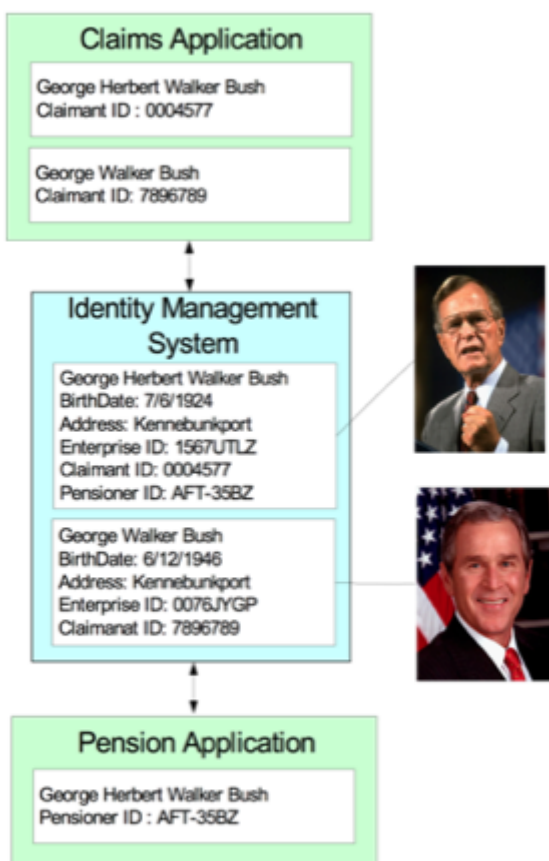 Claims Application
George Herbert Walker Bush
Claimant ID : 0004577
George Walker Bush
Claimant ID: 7896789
Identity Management
System
George Herbert Walker Bush
BirthDate: 7/6/1924
Address: Kennebunkport
Enterprise ID: 1567UTLZ
Claimant ID: 0004577
Pensioner ID: AFT-35BZ
George Walker Bush
BirthDate: 6/12/1946
Address: Kennebunkport
Enterprise ID: 0076JYGP
Claimanat ID: 7896789
Pension Application
George Herbert Walker Bush
Pensioner ID : AFT-35BZ